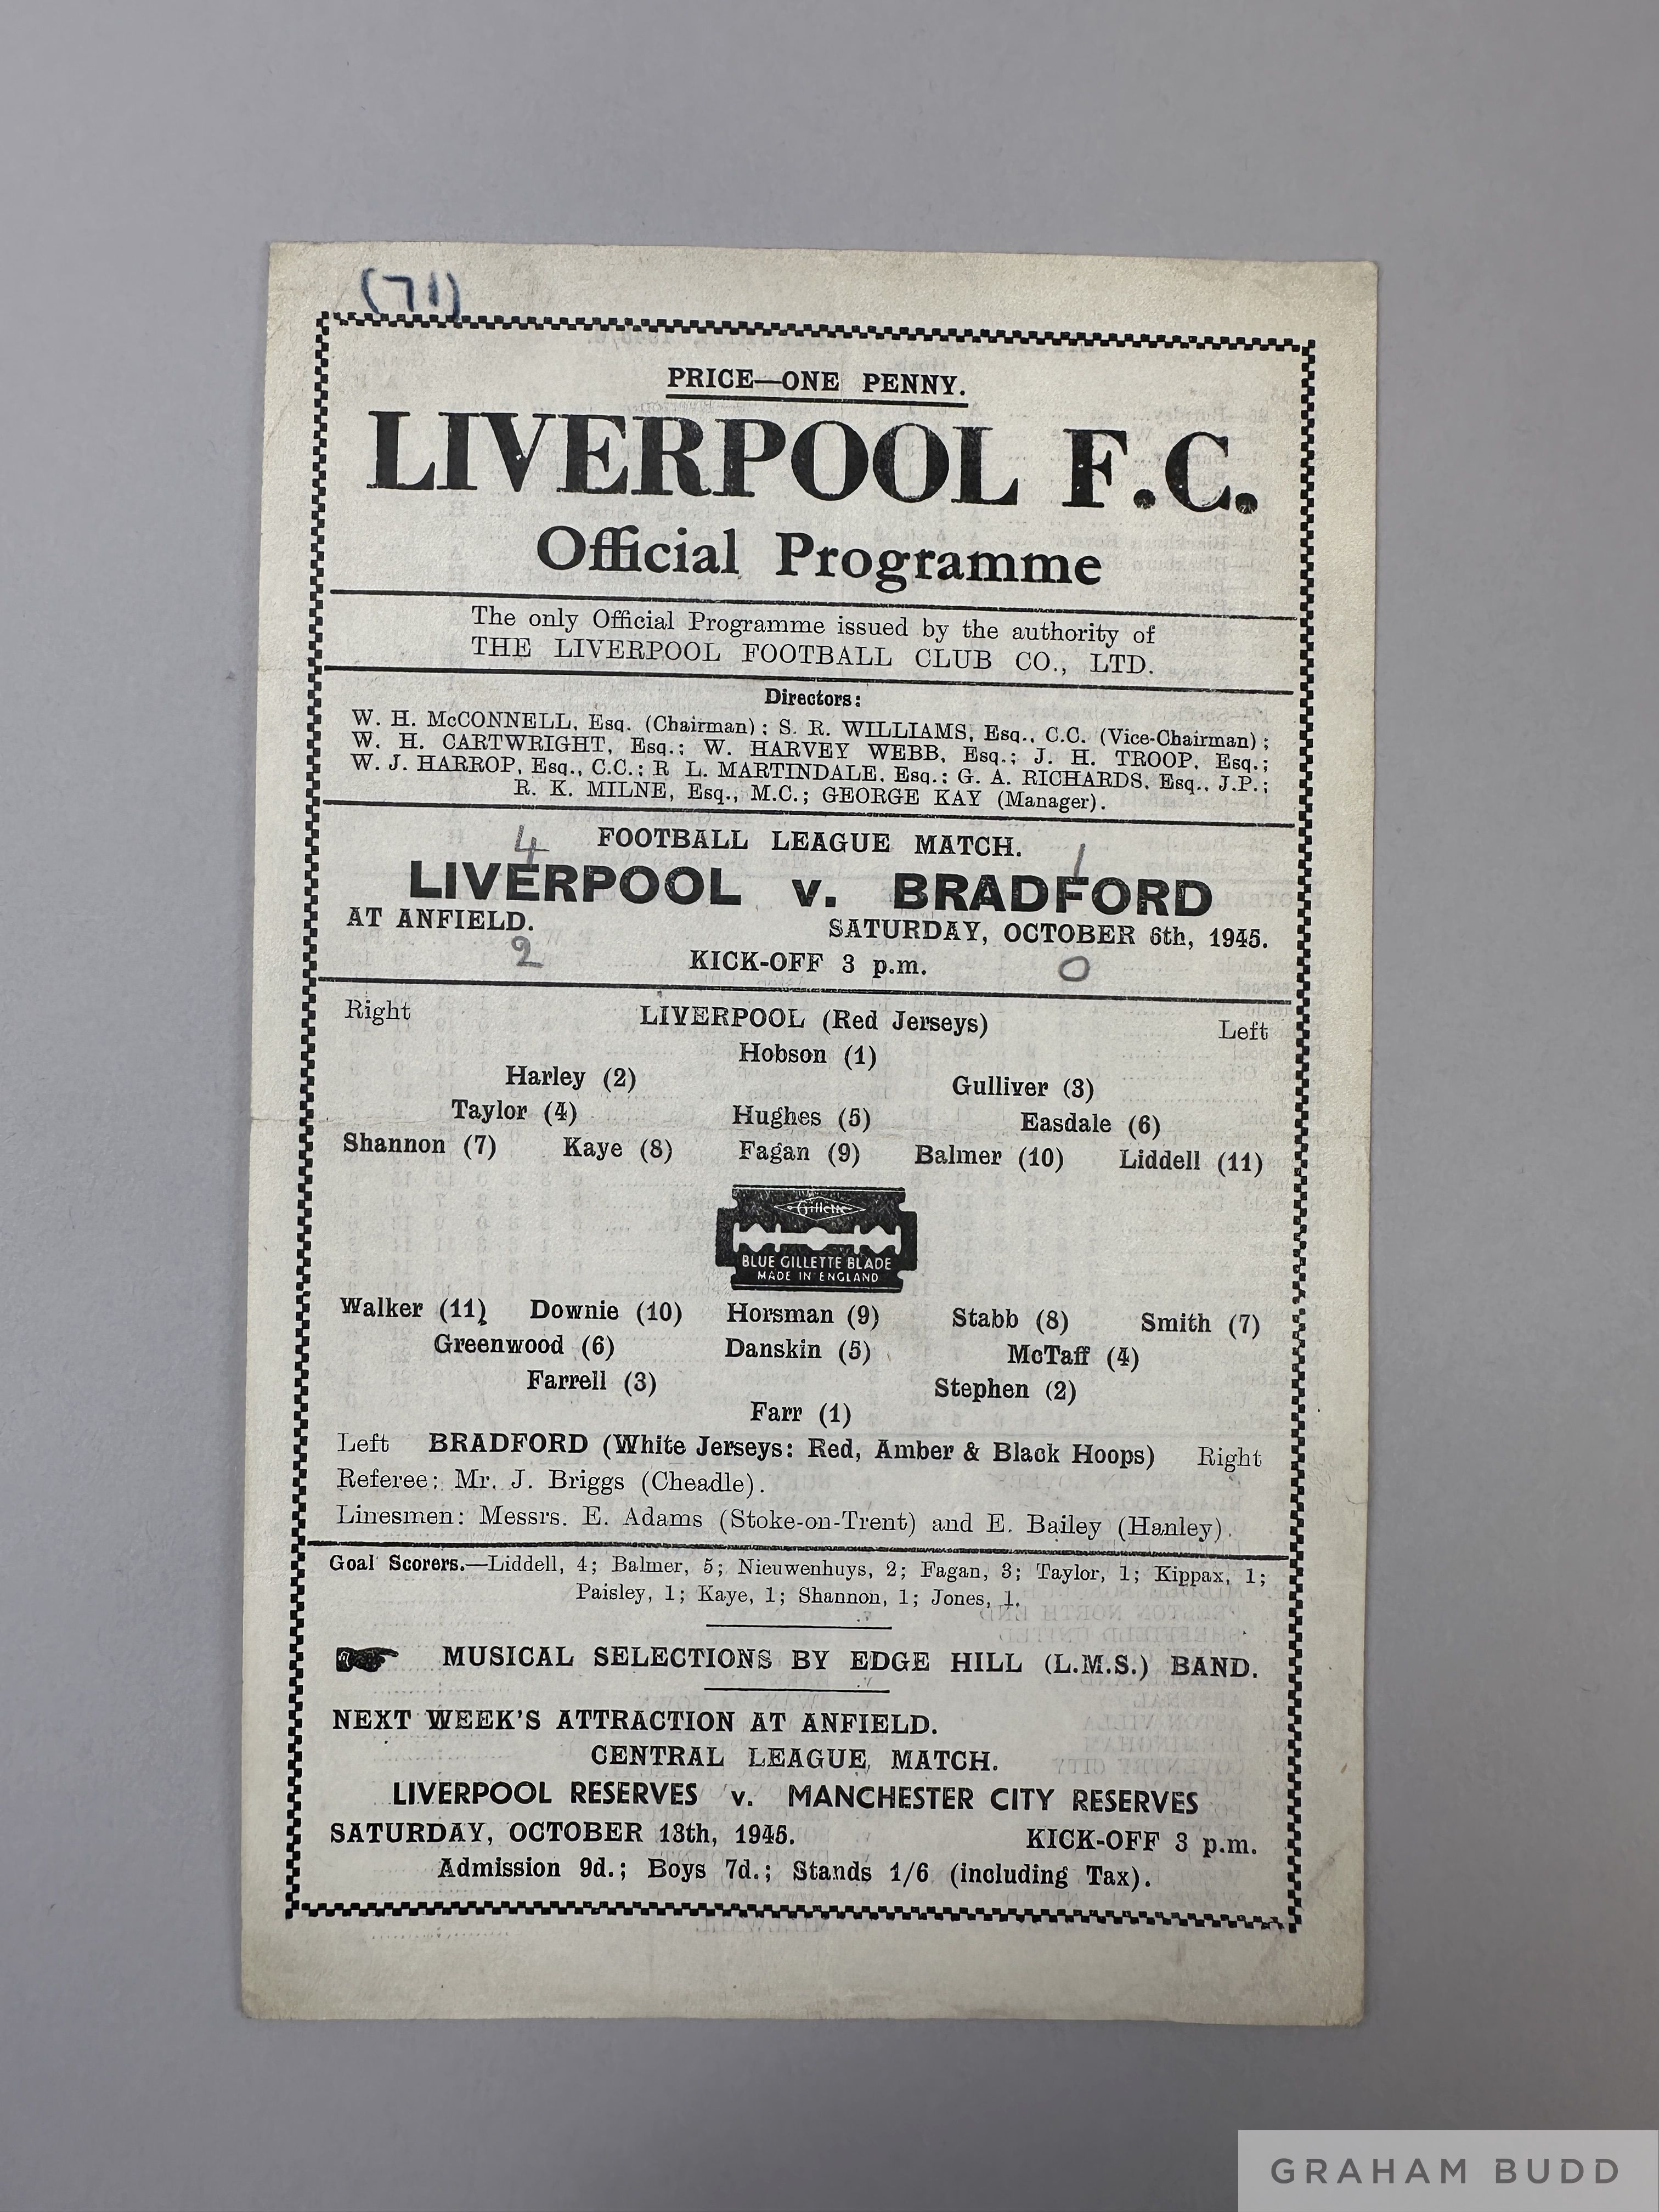 (71)
PRICE—ONE PENNY.
LIVERPOOL F.C.
Official Programme
The only Official Programme issued by the authority of
THE LIVERPOOL FOOTBALL CLUB CO., LTD.
Directors:
W. H. McCONNELL, Esq. (Chairman); S. R. WILLIAMS, Esq., C.C. (Vice-Chairman);
W. H. CARTWRIGHT, Esq.; W. HARVEY WEBB, Esq.; J. H. TROOP, Esq.;
W. J. HARROP, Esq., C.C.; R L. MARTINDALE, Esq.; G. A. RICHARDS, Esq., J.P.;
R. K. MILNE, Esq., M.C.; GEORGE KAY (Manager).
4 FOOTBALL LEAGUE MATCH. 1
LIVERPOOL v. BRADFORD
AT ANFIELD. SATURDAY, OCTOBER 6th, 1945.
2 KICK-OFF 3 p.m. 0
Right LIVERPOOL (Red Jerseys) Left
Hobson (1)
Harley (2) Gulliver (3)
Taylor (4) Hughes (5) Easdale (6)
Shannon (7) Kaye (8) Fagan (9) Balmer (10) Liddell (11)
Gillette
BLUE GILLETTE BLADE
MADE IN ENGLAND
Walker (11) Downie (10) Horsman (9) Stabb (8) Smith (7)
Greenwood (6) Danskin (5) McTaff (4)
Farrell (3) Stephen (2)
Farr (1)
Left BRADFORD (White Jerseys: Red, Amber & Black Hoops) Right
Referee: Mr. J. Briggs (Cheadle).
Linesmen: Messrs. E. Adams (Stoke-on-Trent) and E. Bailey (Hanley).
Goal Scorers.—Liddell, 4; Balmer, 5; Nieuwenhuys, 2; Fagan, 3; Taylor, 1; Kippax, 1;
Paisley, 1; Kaye, 1; Shannon, 1; Jones, 1.
MUSICAL SELECTIONS BY EDGE HILL (L.M.S.) BAND.
NEXT WEEK'S ATTRACTION AT ANFIELD.
CENTRAL LEAGUE MATCH.
LIVERPOOL RESERVES v. MANCHESTER CITY RESERVES
SATURDAY, OCTOBER 13th, 1945. KICK-OFF 3 p.m.
Admission 9d.; Boys 7d.; Stands 1/6 (including Tax).
GRAHAM BUDD